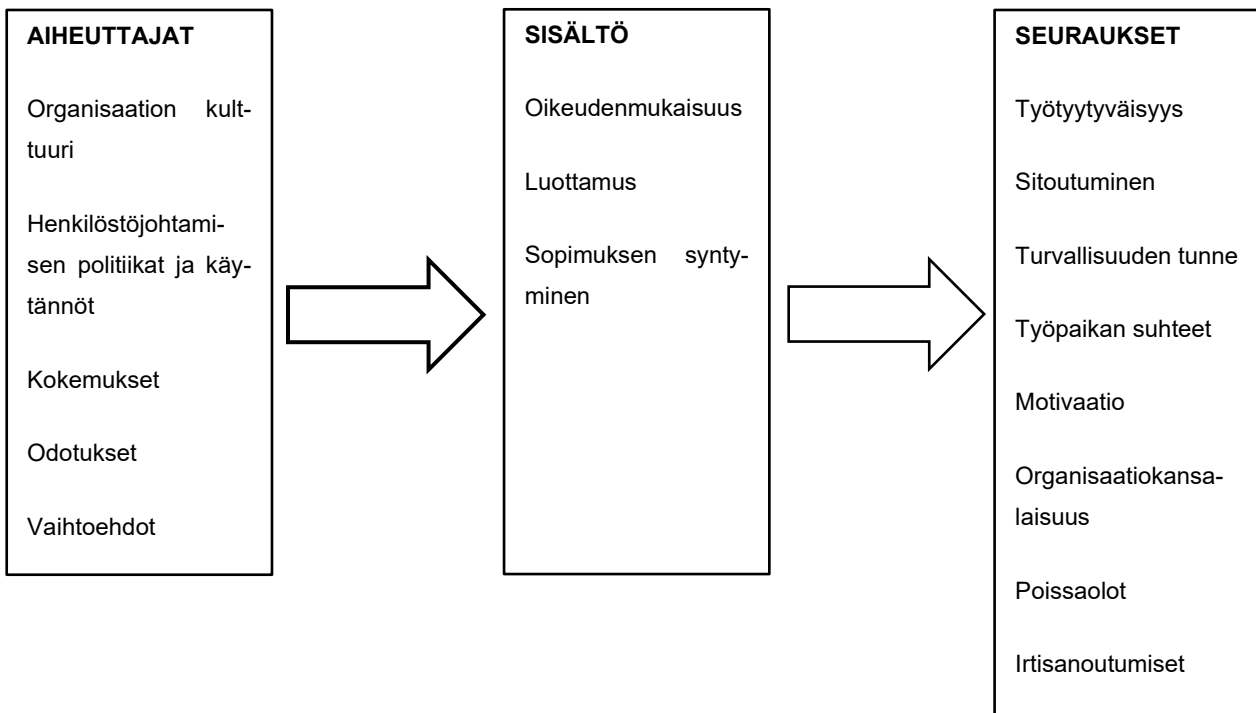 AIHEUTTAJAT
Organisaation kult-
tuuri
Henkilöstöjohtami-
sen politiikat ja käy-
tännöt
Kokemukset
Odotukset
Vaihtoehdot
SISÄLTÖ
Oikeudenmukaisuus
Luottamus
Sopimuksen synty-
minen
SEURAUKSET
Työtyytyväisyys
Sitoutuminen
Turvallisuuden tunne
Työpaikan suhteet
Motivaatio
Organisaatiokansa-
laisuus
Poissaolot
Irtisanoutumiset